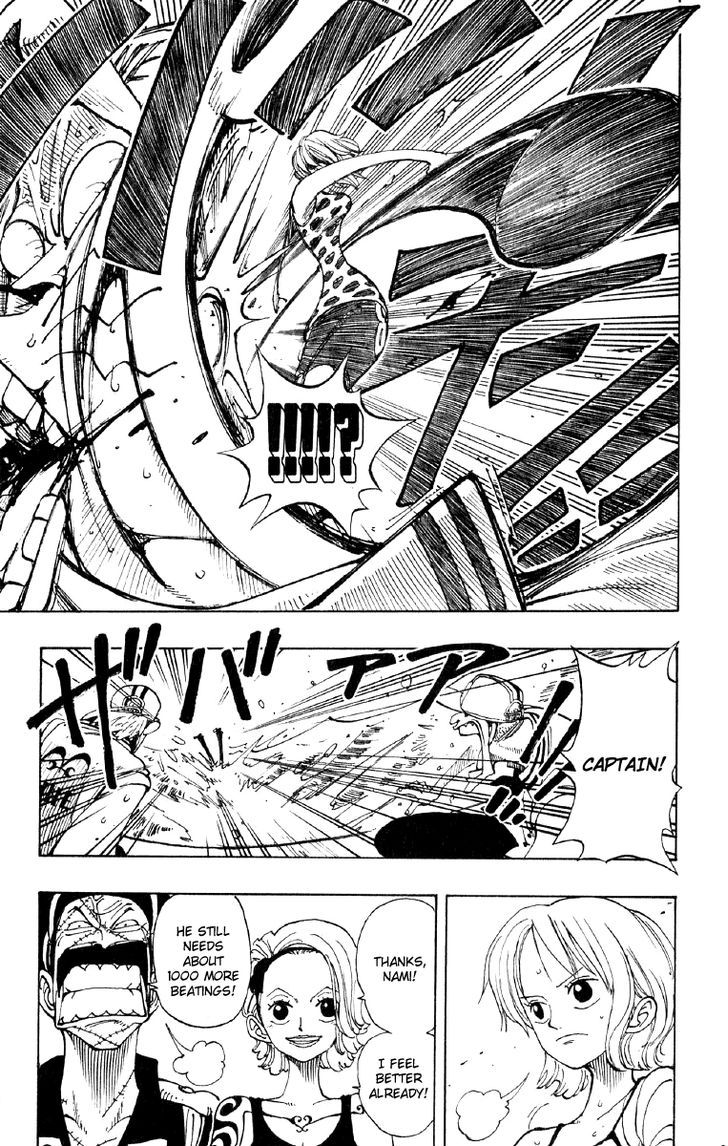 !!!!!?
ザバ
アァ
CAPTAIN!
THANKS,
NAMI!
I FEEL
BETTER
ALREADY!
HE STILL
NEEDS
ABOUT
1000 MORE
BEATINGS!